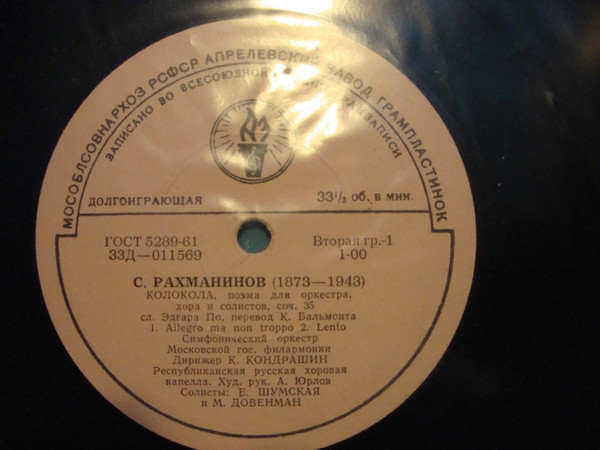 МОСОБЛСОВНАРХОЗ РСФСР АПРЕЛЕВСКИЙ ЗАВОД ГРАМПЛАСТИНОК
ЗАПИСАНО ВО ВСЕСОЮЗНОЙ
ДОЛГОИГРАЮЩАЯ 33⅓ об. в мин.
ГОСТ 5289-61 Вторая гр.-1
33Д—011569 1-00
С. РАХМАНИНОВ (1873—1943)
КОЛОКОЛА, поэма для оркестра,
хора и солистов, соч. 35
сл. Эдгара По, перевод К. Бальмонта
1. Allegro ma non troppo 2. Lento
Симфонический оркестр
Московской гос. филармонии
Дирижер К. КОНДРАШИН
Республиканская русская хоровая
капелла. Худ. рук. А. Юрлов
Солисты: Е. ШУМСКАЯ
и М. ДОВЕНМАН